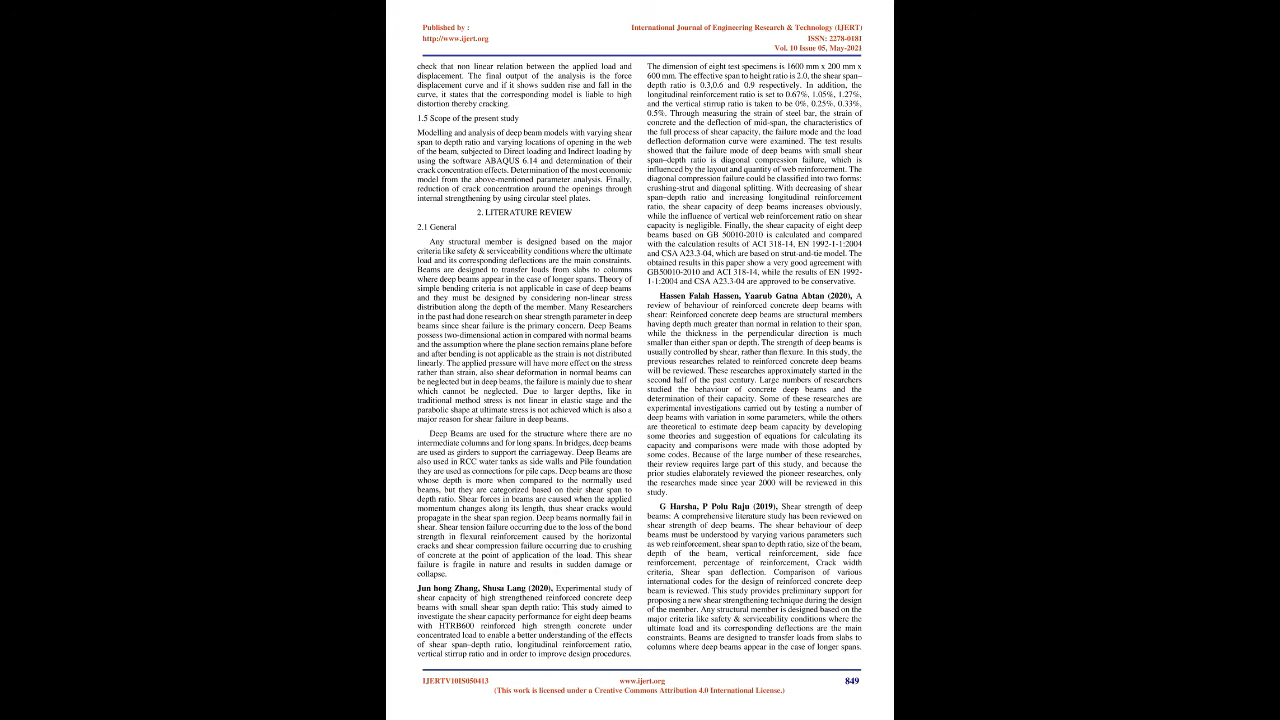 Published by :
http://www.ijert.org
International Journal of Engineering Research & Technology (IJERT)
ISSN: 2278-0181
Vol. 10 Issue 05, May-2021
check that non linear relation between the applied load and
displacement. The final output of the analysis is the force
displacement curve and if it shows sudden rise and fall in the
curve, it states that the corresponding model is liable to high
distortion thereby cracking.
1.5 Scope of the present study
Modelling and analysis of deep beam models with varying shear
span to depth ratio and varying locations of opening in the web
of the beam, subjected to Direct loading and Indirect loading by
using the software ABAQUS 6.14 and determination of their
crack concentration effects. Determination of the most economic
model from the above-mentioned parameter analysis. Finally,
reduction of crack concentration around the openings through
internal strengthening by using circular steel plates.
2. LITERATURE REVIEW
2.1 General
Any structural member is designed based on the major
criteria like safety & serviceability conditions where the ultimate
load and its corresponding deflections are the main constraints.
Beams are designed to transfer loads from slabs to columns
where deep beams appear in the case of longer spans. Theory of
simple bending criteria is not applicable in case of deep beams
and they must be designed by considering non-linear stress
distribution along the depth of the member. Many Researchers
in the past had done research on shear strength parameter in deep
beams since shear failure is the primary concern. Deep Beams
possess two-dimensional action in compared with normal beams
and the assumption where the plane section remains plane before
and after bending is not applicable as the strain is not distributed
linearly. The applied pressure will have more effect on the stress
rather than strain, also shear deformation in normal beams can
be neglected but in deep beams, the failure is mainly due to shear
which cannot be neglected. Due to larger depths, like in
traditional method stress is not linear in elastic stage and the
parabolic shape at ultimate stress is not achieved which is also a
major reason for shear failure in deep beams.
Deep Beams are used for the structure where there are no
intermediate columns and for long spans. In bridges, deep beams
are used as girders to support the carriageway. Deep Beams are
also used in RCC water tanks as side walls and Pile foundation
they are used as connections for pile caps. Deep beams are those
whose depth is more when compared to the normally used
beams, but they are categorized based on their shear span to
depth ratio. Shear forces in beams are caused when the applied
momentum changes along its length, thus shear cracks would
propagate in the shear span region. Deep beams normally fail in
shear. Shear tension failure occurring due to the loss of the bond
strength in flexural reinforcement caused by the horizontal
cracks and shear compression failure occurring due to crushing
of concrete at the point of application of the load. This shear
failure is fragile in nature and results in sudden damage or
collapse.
Jun hong Zhang, Shusa Lang (2020), Experimental study of
shear capacity of high strengthened reinforced concrete deep
beams with small shear span depth ratio: This study aimed to
investigate the shear capacity performance for eight deep beams
with HTRB600 reinforced high strength concrete under
concentrated load to enable a better understanding of the effects
of shear span–depth ratio, longitudinal reinforcement ratio,
vertical stirrup ratio and in order to improve design procedures.
The dimension of eight test specimens is 1600 mm x 200 mm x
600 mm. The effective span to height ratio is 2.0, the shear span–
depth ratio is 0.3,0.6 and 0.9 respectively. In addition, the
longitudinal reinforcement ratio is set to 0.67%, 1.05%, 1.27%,
and the vertical stirrup ratio is taken to be 0%, 0.25%, 0.33%,
0.5%. Through measuring the strain of steel bar, the strain of
concrete and the deflection of mid-span, the characteristics of
the full process of shear capacity, the failure mode and the load
deflection deformation curve were examined. The test results
showed that the failure mode of deep beams with small shear
span–depth ratio is diagonal compression failure, which is
influenced by the layout and quantity of web reinforcement. The
diagonal compression failure could be classified into two forms:
crushing-strut and diagonal splitting. With decreasing of shear
span–depth ratio and increasing longitudinal reinforcement
ratio, the shear capacity of deep beams increases obviously,
while the influence of vertical web reinforcement ratio on shear
capacity is negligible. Finally, the shear capacity of eight deep
beams based on GB 50010-2010 is calculated and compared
with the calculation results of ACI 318-14, EN 1992-1-1:2004
and CSA A23.3-04, which are based on strut-and-tie model. The
obtained results in this paper show a very good agreement with
GB50010-2010 and ACI 318-14, while the results of EN 1992-
1-1:2004 and CSA A23.3-04 are approved to be conservative.
Hassen Falah Hassen, Yaarub Gatna Abtan (2020), A
review of behaviour of reinforced concrete deep beams with
shear: Reinforced concrete deep beams are structural members
having depth much greater than normal in relation to their span,
while the thickness in the perpendicular direction is much
smaller than either span or depth. The strength of deep beams is
usually controlled by shear, rather than flexure. In this study, the
previous researches related to reinforced concrete deep beams
will be reviewed. These researches approximately started in the
second half of the past century. Large numbers of researchers
studied the behaviour of concrete deep beams and the
determination of their capacity. Some of these researches are
experimental investigations carried out by testing a number of
deep beams with variation in some parameters, while the others
are theoretical to estimate deep beam capacity by developing
some theories and suggestion of equations for calculating its
capacity and comparisons were made with those adopted by
some codes. Because of the large number of these researches,
their review requires large part of this study, and because the
prior studies elaborately reviewed the pioneer researches, only
the researches made since year 2000 will be reviewed in this
study.
G Harsha, P Polu Raju (2019), Shear strength of deep
beams: A comprehensive literature study has been reviewed on
shear strength of deep beams. The shear behaviour of deep
beams must be understood by varying various parameters such
as web reinforcement, shear span to depth ratio, size of the beam,
depth of the beam, vertical reinforcement, side face
reinforcement, percentage of reinforcement, Crack width
criteria, Shear span deflection. Comparison of various
international codes for the design of reinforced concrete deep
beam is reviewed. This study provides preliminary support for
proposing a new shear strengthening technique during the design
of the member. Any structural member is designed based on the
major criteria like safety & serviceability conditions where the
ultimate load and its corresponding deflections are the main
constraints. Beams are designed to transfer loads from slabs to
columns where deep beams appear in the case of longer spans.
IJERTV10IS050413
www.ijert.org
849
(This work is licensed under a Creative Commons Attribution 4.0 International License.)